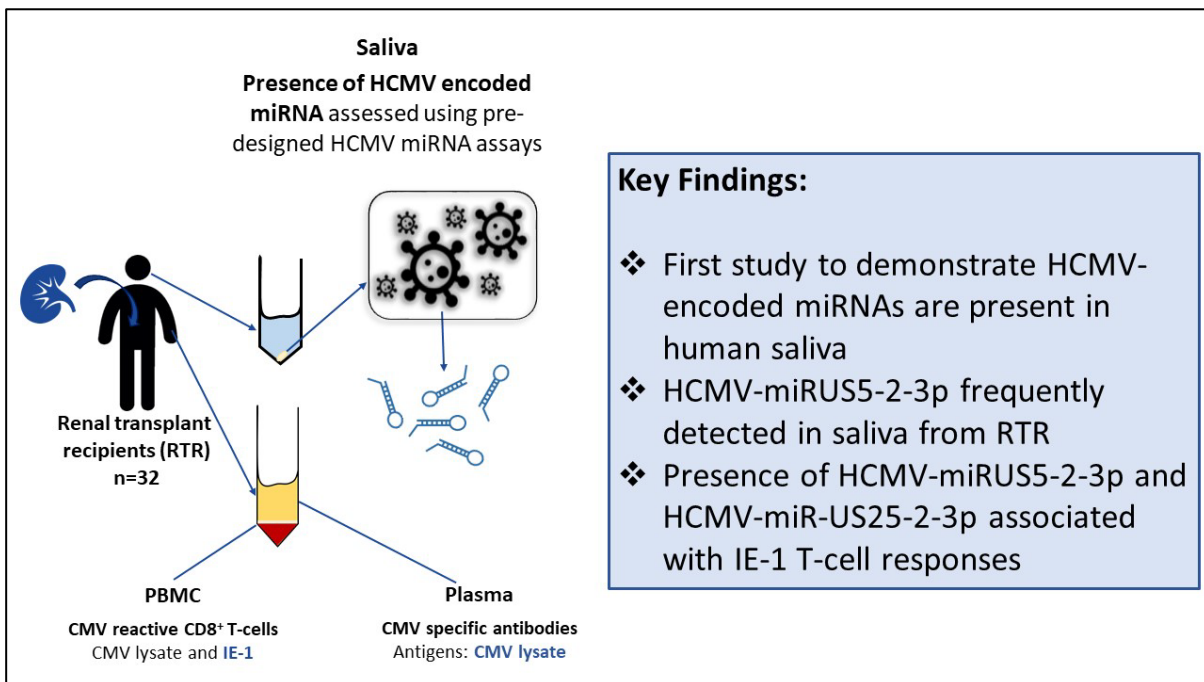 Saliva
Presence of HCMV encoded
miRNA assessed using pre-
designed HCMV miRNA assays
Renal transplant
recipients (RTR)
n=32
PBMC
CMV reactive CD8⁺ T-cells
CMV lysate and IE-1
Plasma
CMV specific antibodies
Antigens: CMV lysate
Key Findings:
❖ First study to demonstrate HCMV-
encoded miRNAs are present in
human saliva
❖ HCMV-miRUS5-2-3p frequently
detected in saliva from RTR
❖ Presence of HCMV-miRUS5-2-3p and
HCMV-miR-US25-2-3p associated
with IE-1 T-cell responses